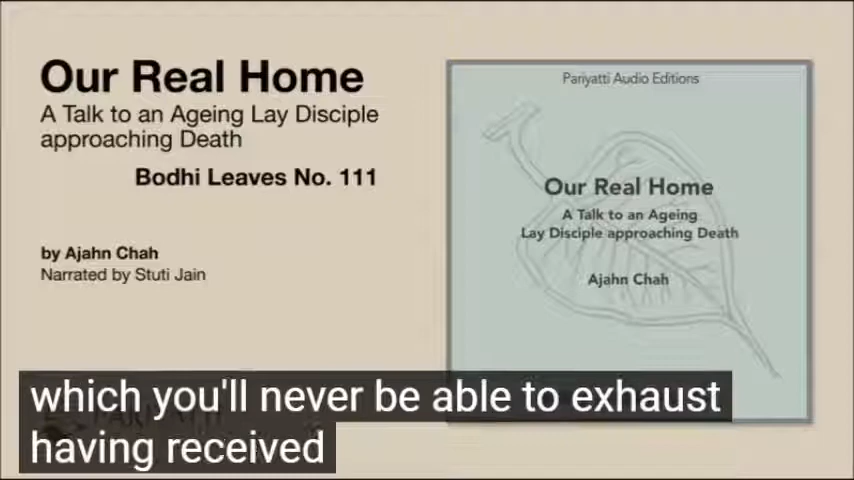 Our Real Home
A Talk to an Ageing Lay Disciple
approaching Death
Bodhi Leaves No. 111
by Ajahn Chah
Narrated by Stuti Jain
Pariyatti Audio Editions
Our Real Home
A Talk to an Ageing
Lay Disciple approaching Death
Ajahn Chah
which you'll never be able to exhaust
having received